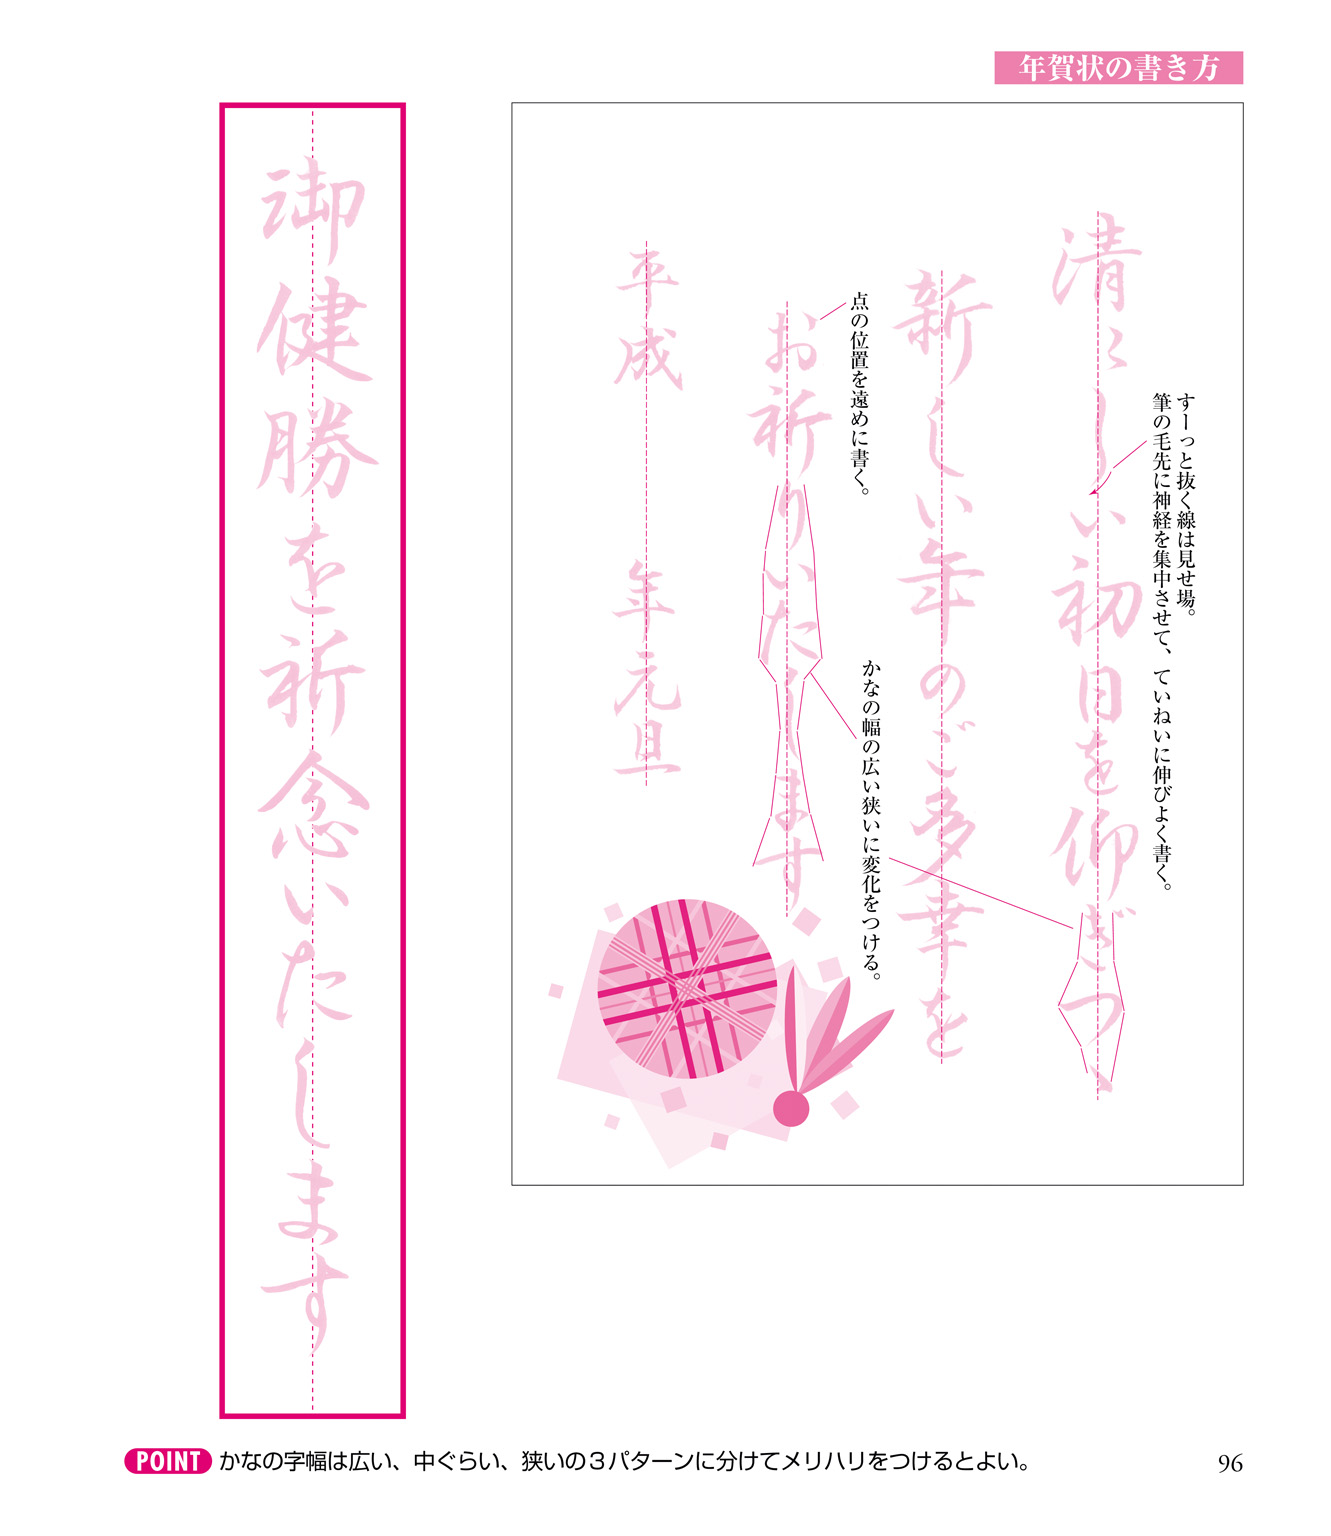 年賀状の書き方
清々しい初日を仰ぎつゝ
すーっと抜く線は見せ場。
筆の毛先に神経を集中させて、ていねいに伸びよく書く。
新しい年のご多幸を
お祈りいたします
点の位置を遠めに書く。
かなの幅の広い狭いに変化をつける。
平成　年元旦
御健勝を祈念いたします
POINT かなの字幅は広い、中ぐらい、狭いの3パターンに分けてメリハリをつけるとよい。
96